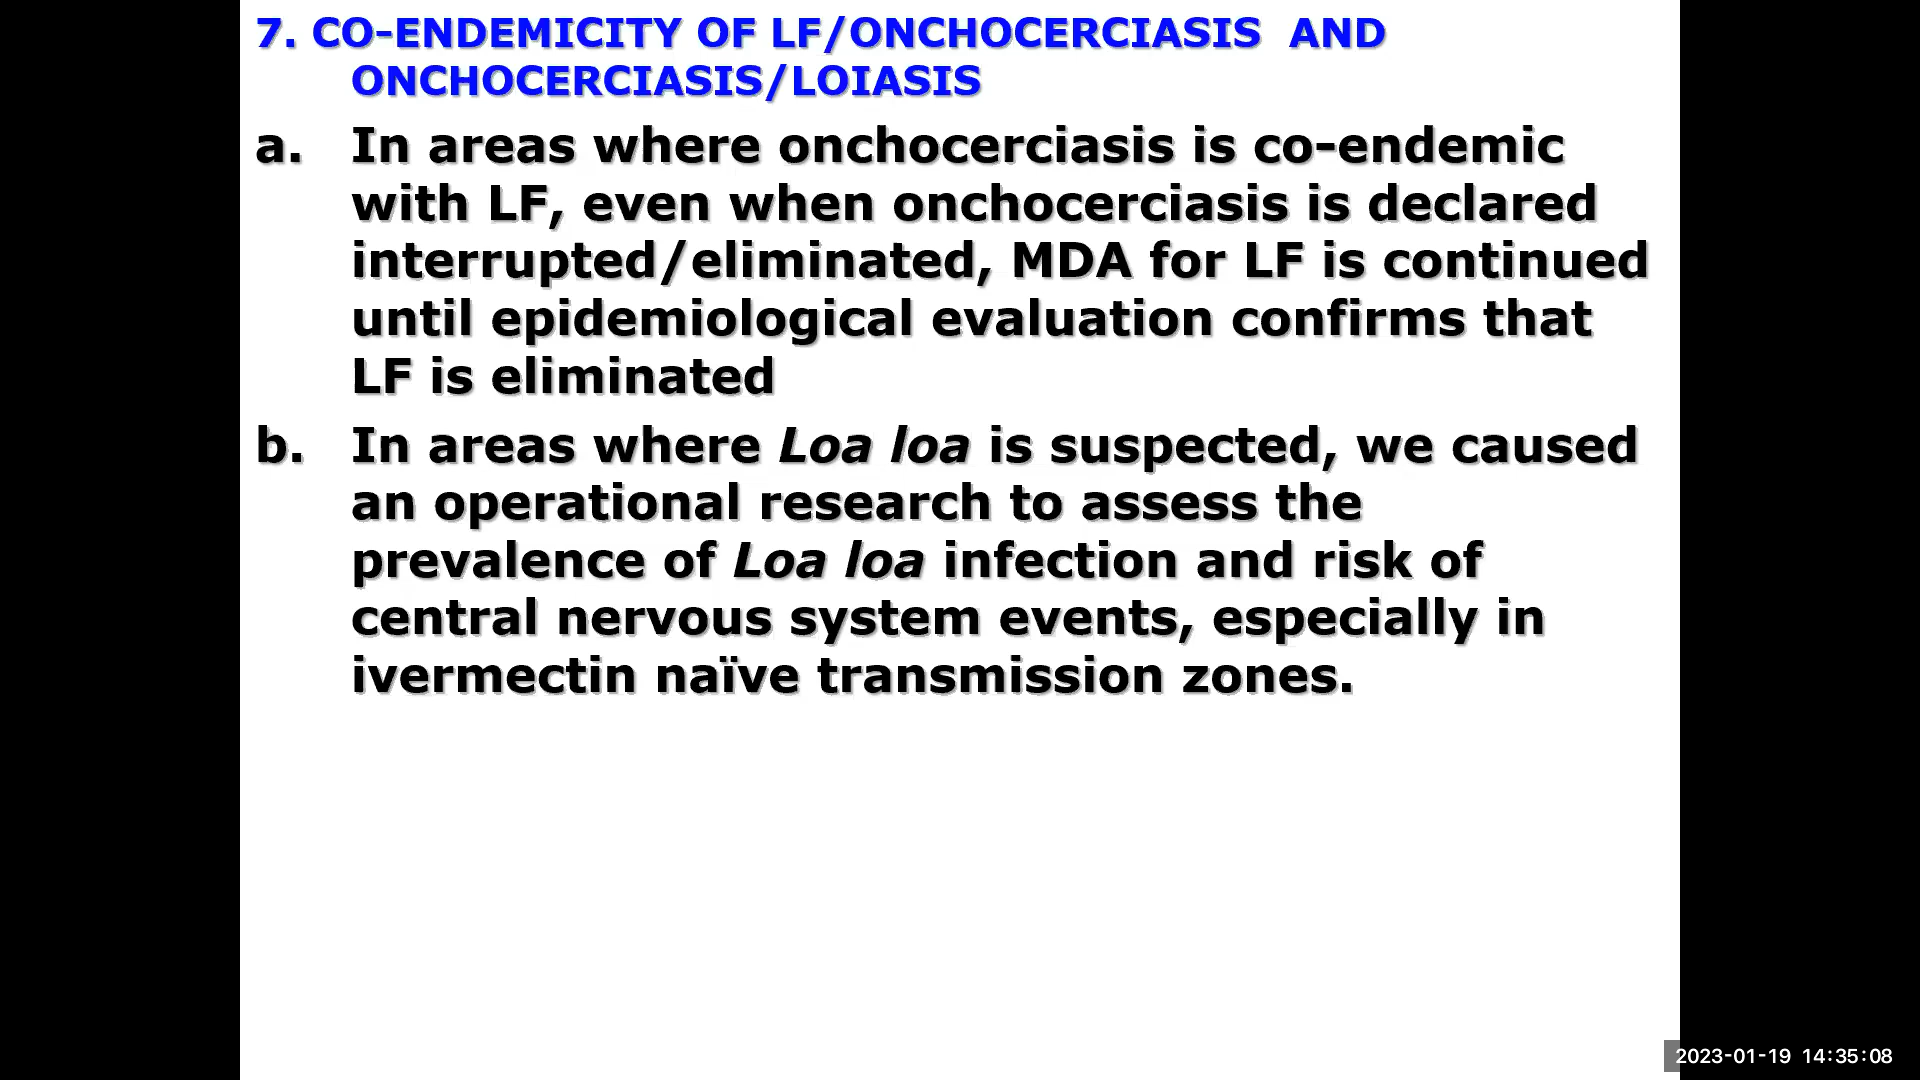 7. CO-ENDEMICITY OF LF/ONCHOCERCIASIS AND
ONCHOCERCIASIS/LOIASIS
a. In areas where onchocerciasis is co-endemic
with LF, even when onchocerciasis is declared
interrupted/eliminated, MDA for LF is continued
until epidemiological evaluation confirms that
LF is eliminated
b. In areas where Loa loa is suspected, we caused
an operational research to assess the
prevalence of Loa loa infection and risk of
central nervous system events, especially in
ivermectin naïve transmission zones.
2023-01-19 14:35:08